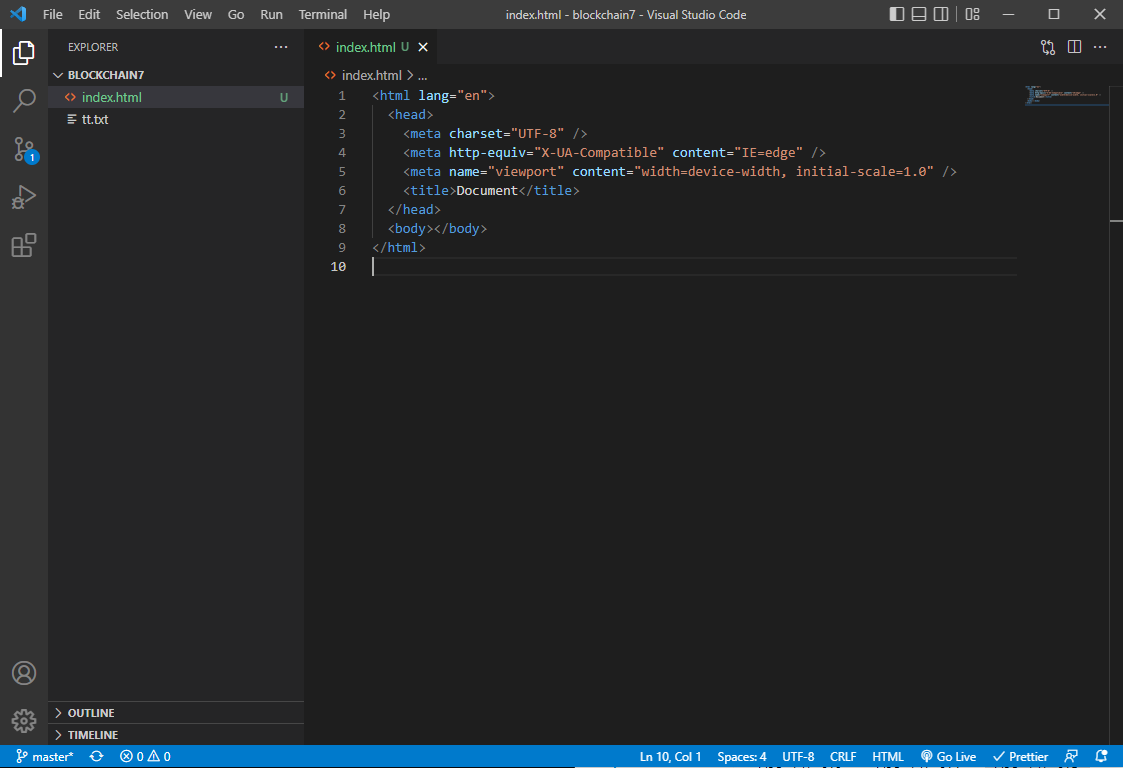 File Edit Selection View Go Run Terminal Help index.html - blockchain7 - Visual Studio Code
EXPLORER
BLOCKCHAIN7
index.html U
tt.txt
OUTLINE
TIMELINE
index.html U
index.html > ...
1 <html lang="en">
2 <head>
3 <meta charset="UTF-8" />
4 <meta http-equiv="X-UA-Compatible" content="IE=edge" />
5 <meta name="viewport" content="width=device-width, initial-scale=1.0" />
6 <title>Document</title>
7 </head>
8 <body></body>
9 </html>
10
1
master* 0 0 Ln 10, Col 1 Spaces: 4 UTF-8 CRLF HTML Go Live Prettier